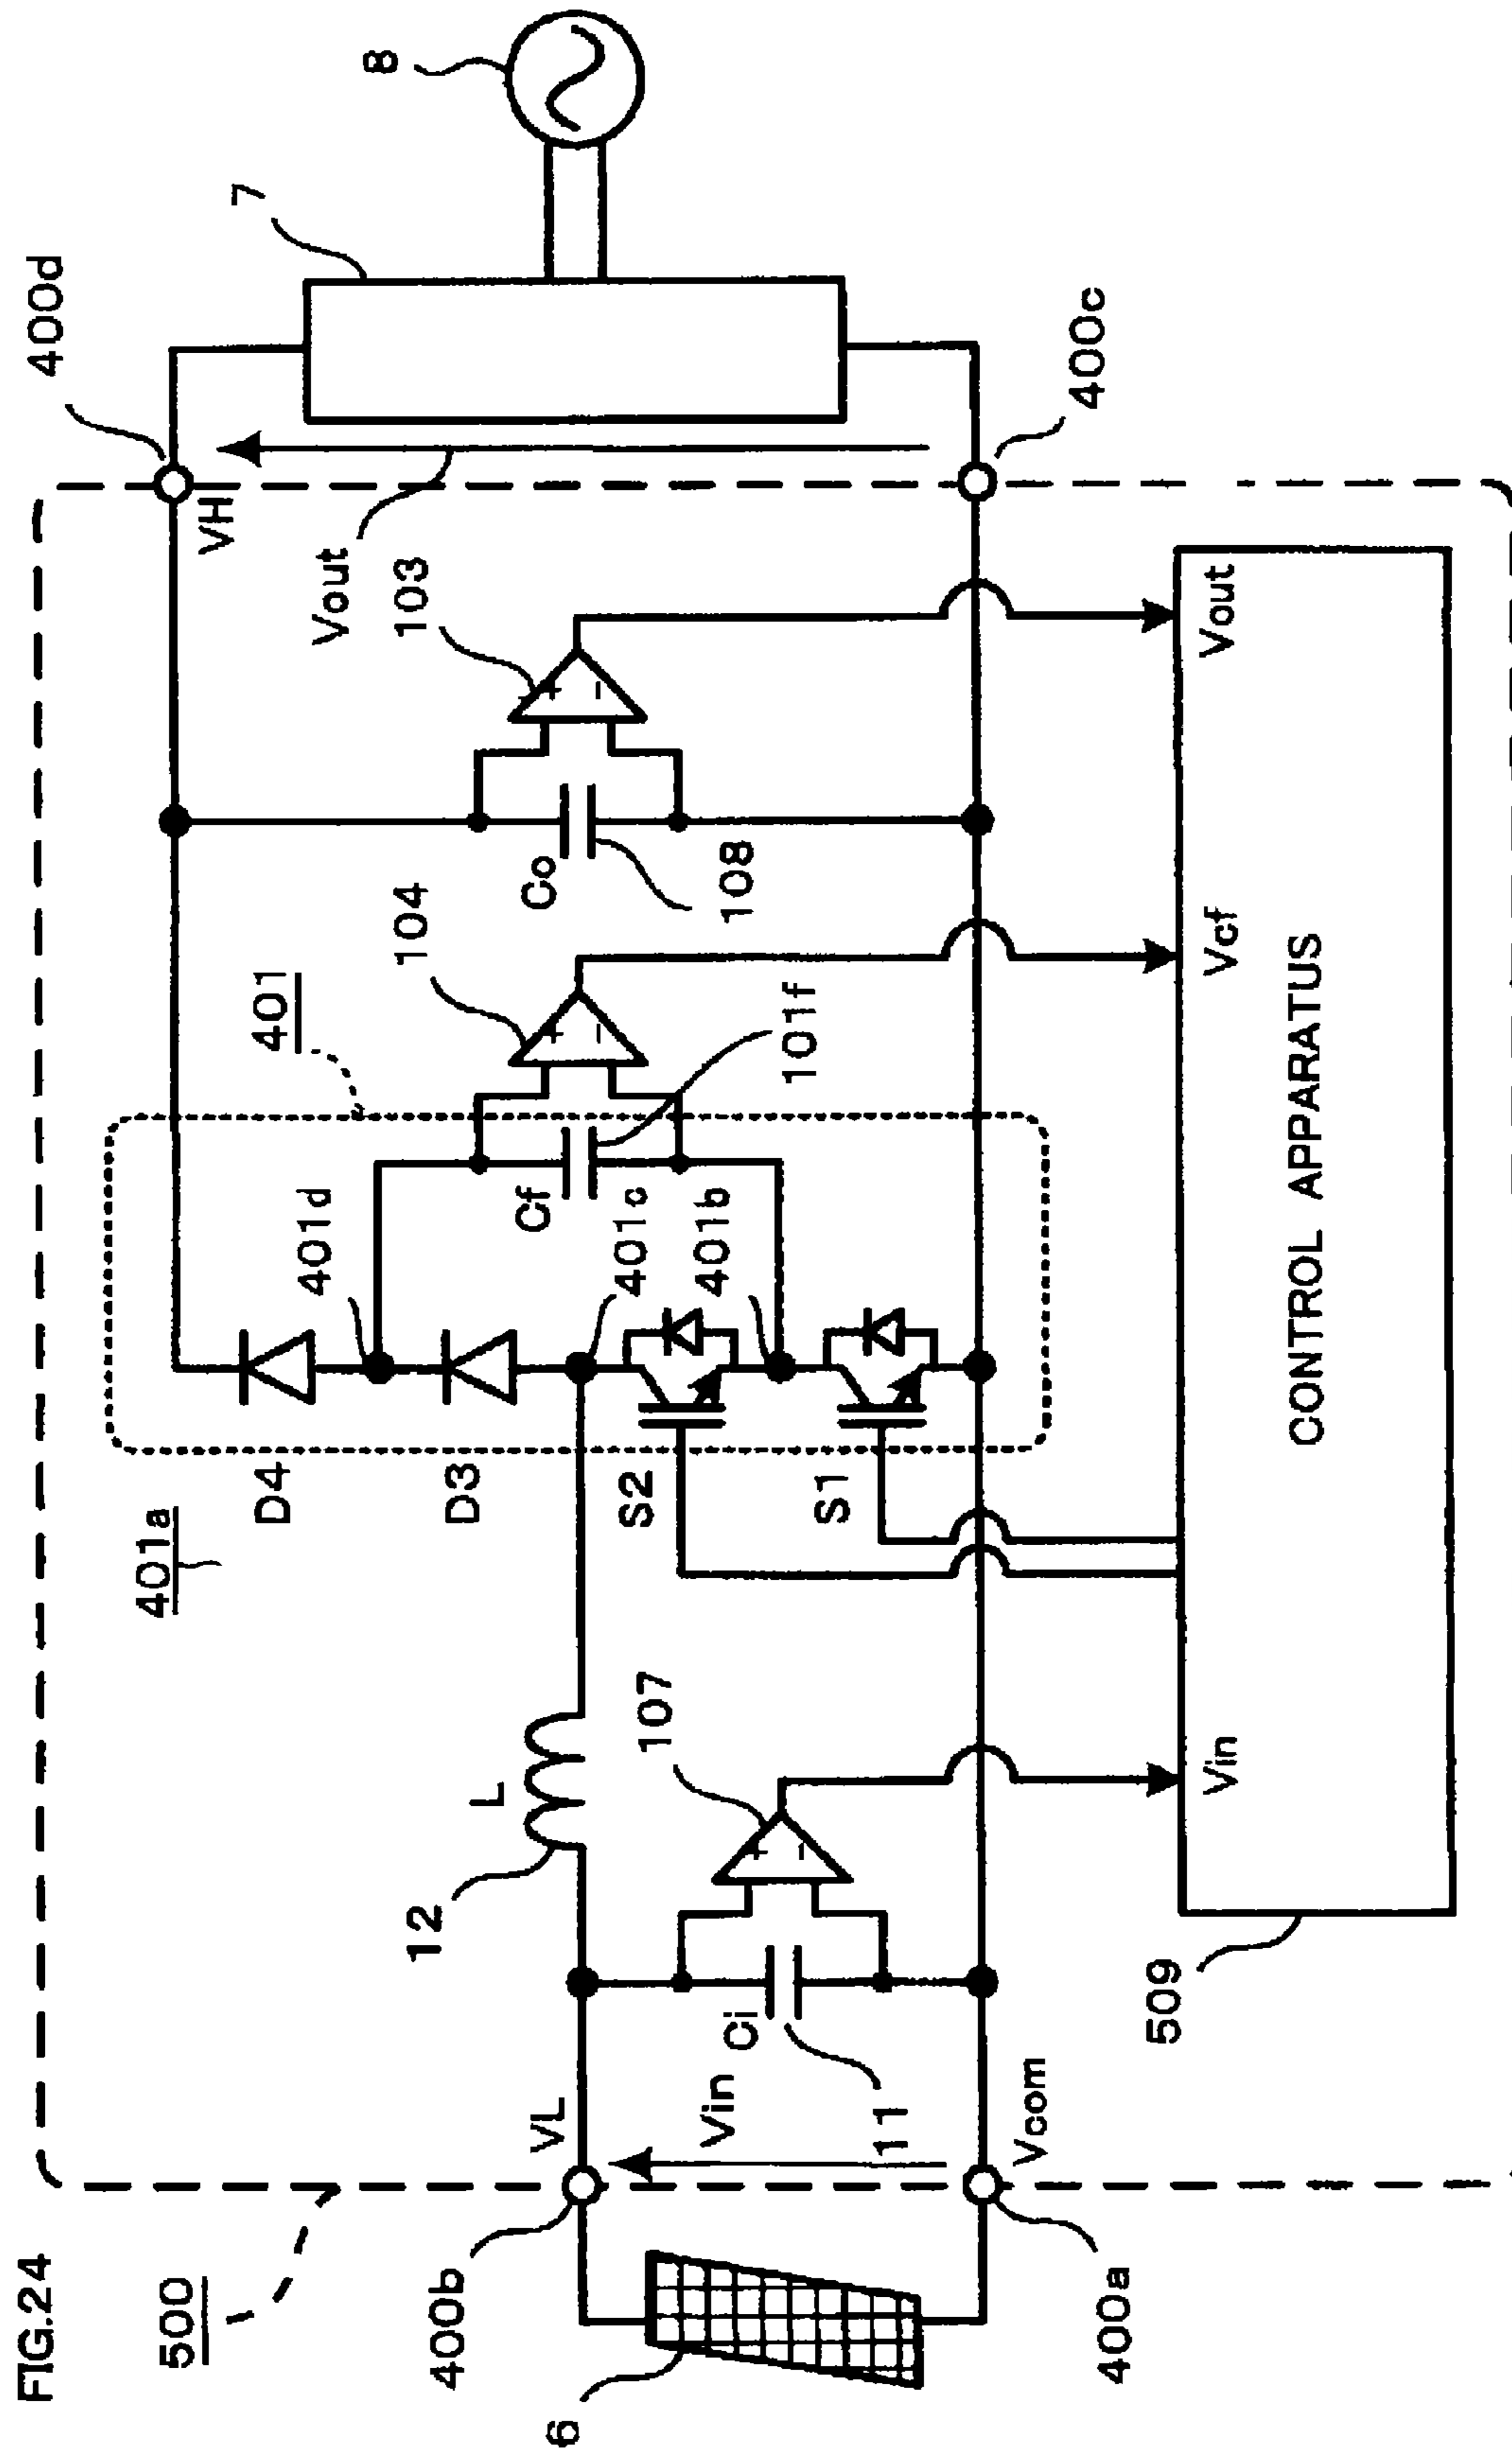 FIG.24
500
401a
401
400d
VH
D4
401d
104
103
Vout
7
8
D3
Cf
Co
400b
VL
12
L
S2
401c
101f
108
6
Vin
Ci
107
S1
401b
11
400a
Vcom
400c
509
Vin
Vcf
Vout
CONTROL APPARATUS